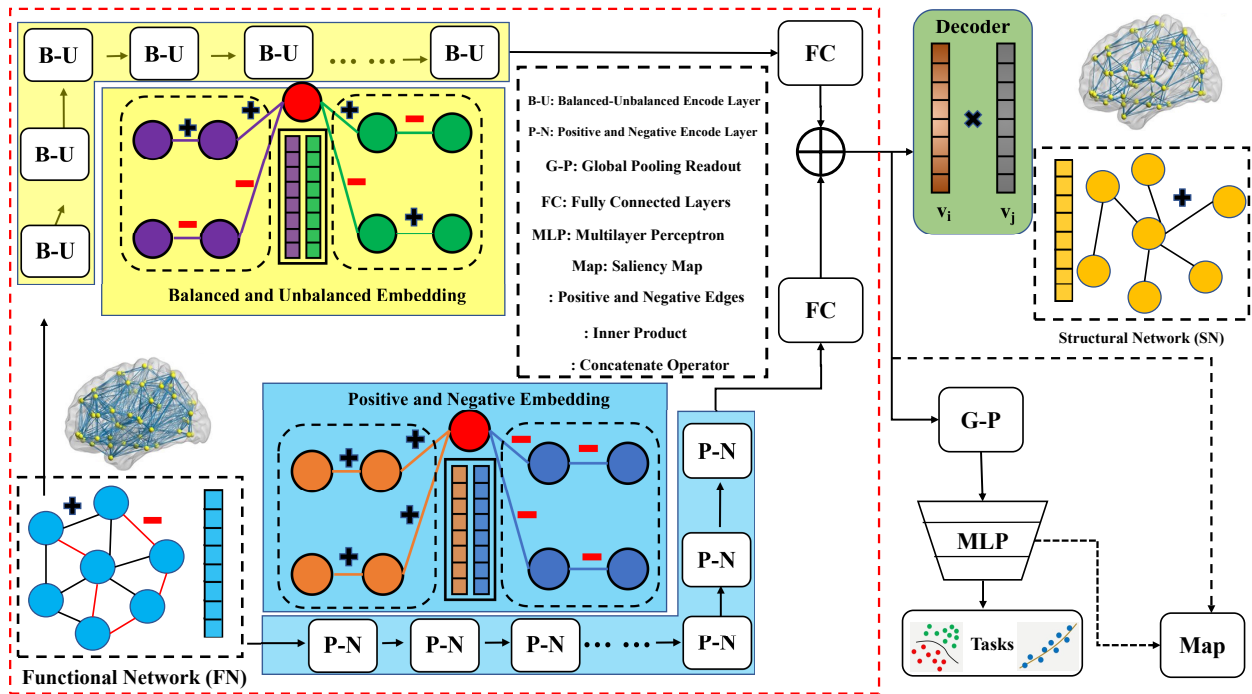 B-U
B-U
B-U
... ...
B-U
B-U
B-U
Balanced and Unbalanced Embedding
B-U: Balanced-Unbalanced Encode Layer
P-N: Positive and Negative Encode Layer
G-P: Global Pooling Readout
FC: Fully Connected Layers
MLP: Multilayer Perceptron
Map: Saliency Map
: Positive and Negative Edges
: Inner Product
: Concatenate Operator
FC
FC
Decoder
vi
vj
Structural Network (SN)
Positive and Negative Embedding
P-N
P-N
P-N
P-N
P-N
... ...
P-N
Functional Network (FN)
G-P
MLP
Tasks
Map